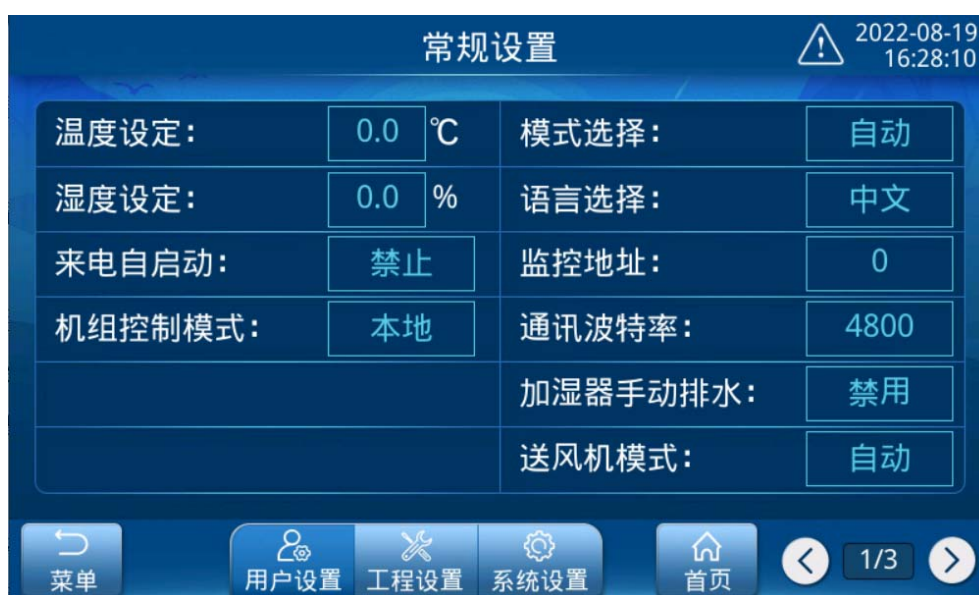 常规设置
2022-08-19
16:28:10
温度设定： 0.0 ℃ 模式选择： 自动
湿度设定： 0.0 % 语言选择： 中文
来电自启动： 禁止 监控地址： 0
机组控制模式： 本地 通讯波特率： 4800
加湿器手动排水： 禁用
送风机模式： 自动
菜单 用户设置 工程设置 系统设置 首页 1/3